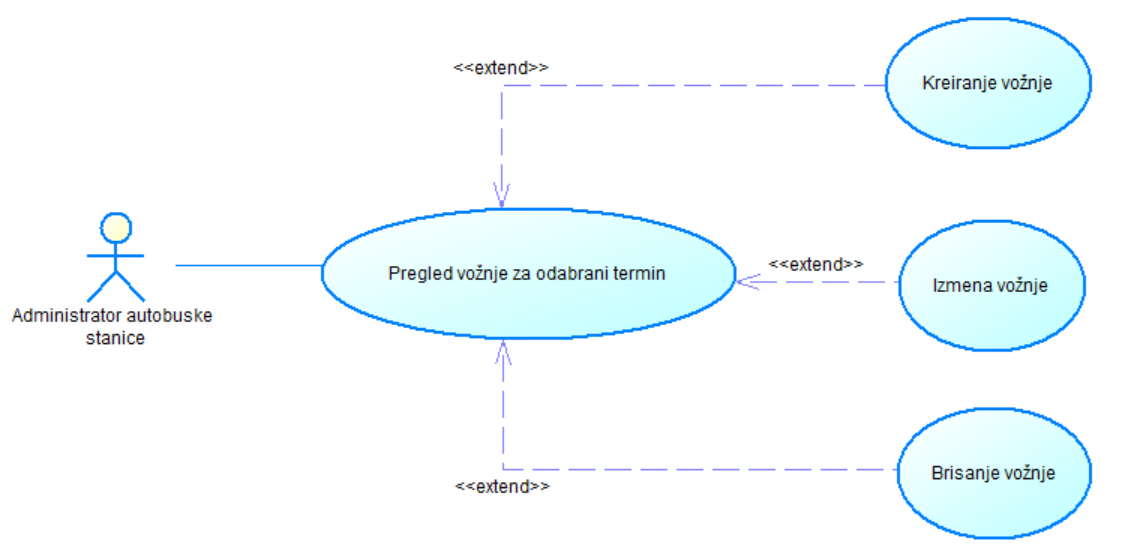 <<extend>>
Kreiranje vožnje
Pregled vožnje za odabrani termin
<<extend>>
Izmena vožnje
Administrator autobuske
stanice
<<extend>>
Brisanje vožnje